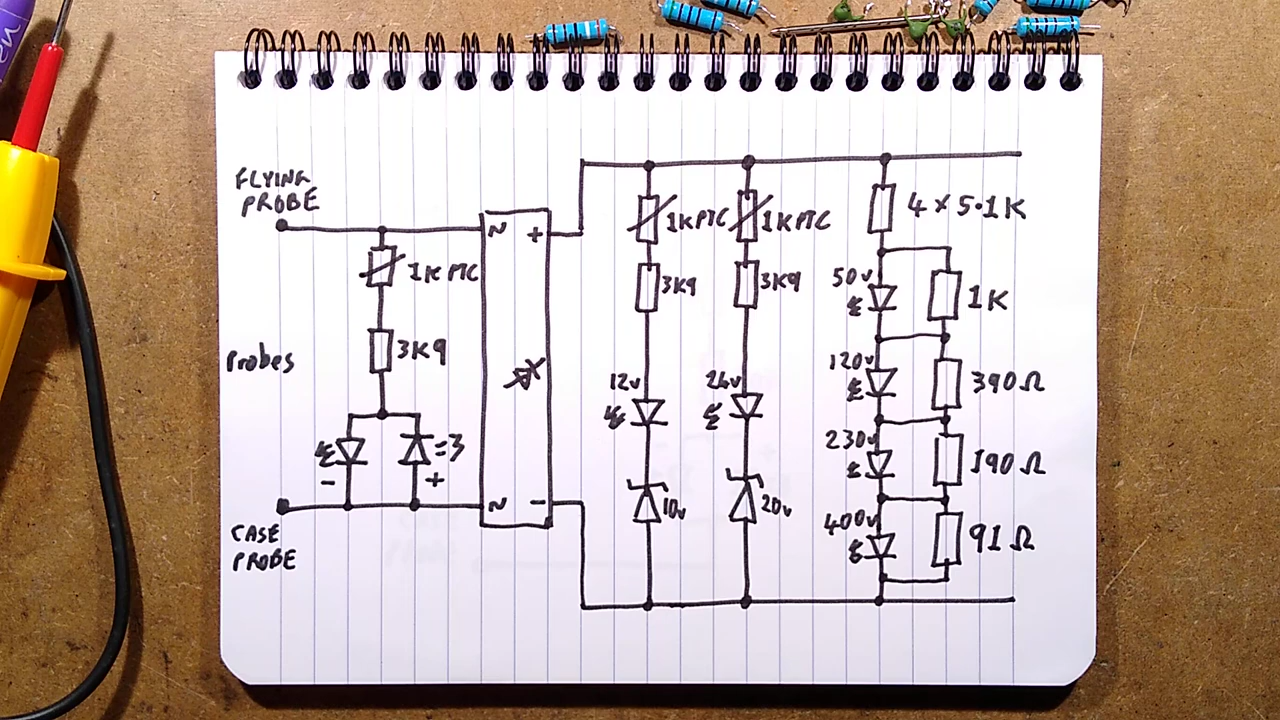 FLYING
PROBE
1K PTC
3K9
Probes
- +
CASE
PROBE
~ +
~ -
1K PTC
3K9
12v
10v
1K PTC
3K9
24v
20v
4 × 5·1K
50v
1K
120v
390Ω
230v
190Ω
400v
91Ω